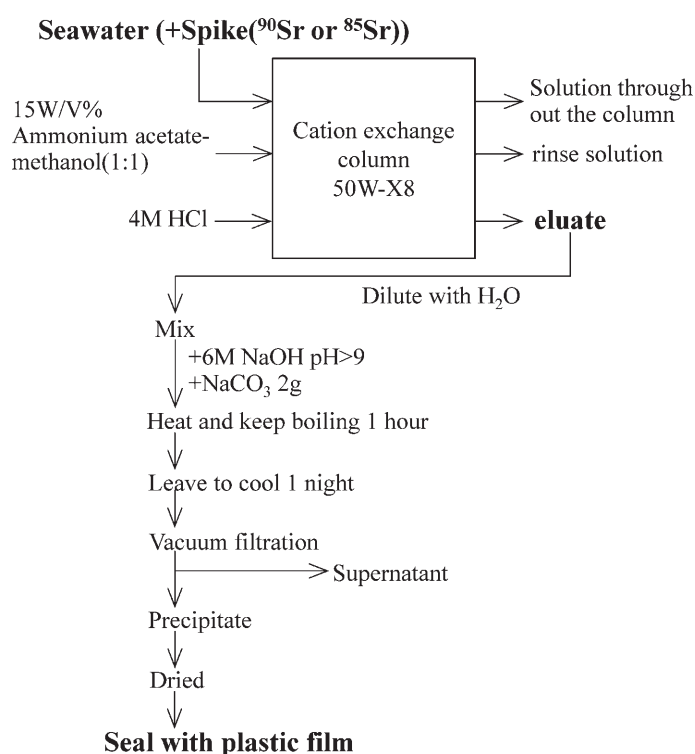 Seawater (+Spike(⁹⁰Sr or ⁸⁵Sr))
15W/V%
Ammonium acetate-
methanol(1:1)
4M HCl
Cation exchange
column
50W-X8
Solution through
out the column
rinse solution
eluate
Dilute with H₂O
Mix
+6M NaOH pH>9
+NaCO₃ 2g
Heat and keep boiling 1 hour
Leave to cool 1 night
Vacuum filtration
Supernatant
Precipitate
Dried
Seal with plastic film